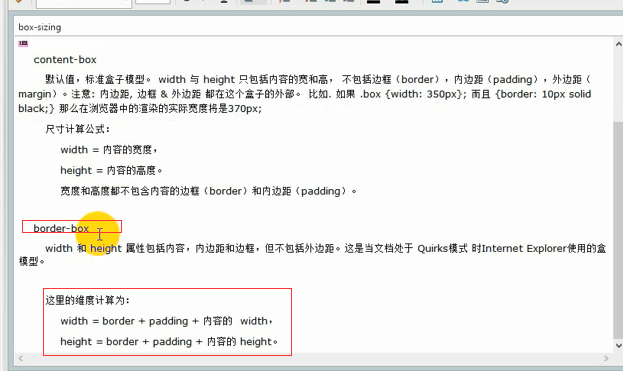 box-sizing
content-box
默认值，标准盒子模型。 width 与 height 只包括内容的宽和高， 不包括边框（border），内边距（padding），外边距（
margin）。注意: 内边距, 边框 & 外边距 都在这个盒子的外部。 比如. 如果 .box {width: 350px}; 而且 {border: 10px solid
black;} 那么在浏览器中的渲染的实际宽度将是370px;
尺寸计算公式：
width = 内容的宽度，
height = 内容的高度。
宽度和高度都不包含内容的边框（border）和内边距（padding）。
border-box
width 和 height 属性包括内容，内边距和边框，但不包括外边距。这是当文档处于 Quirks模式 时Internet Explorer使用的盒
模型。
这里的维度计算为：
width = border + padding + 内容的 width，
height = border + padding + 内容的 height。